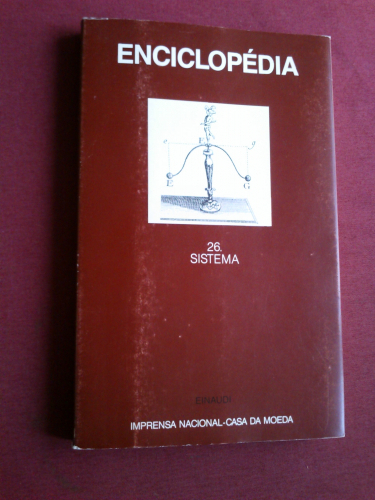 ENCICLOPÉDIA
E G
26.
SISTEMA
EINAUDI
IMPRENSA NACIONAL-CASA DA MOEDA